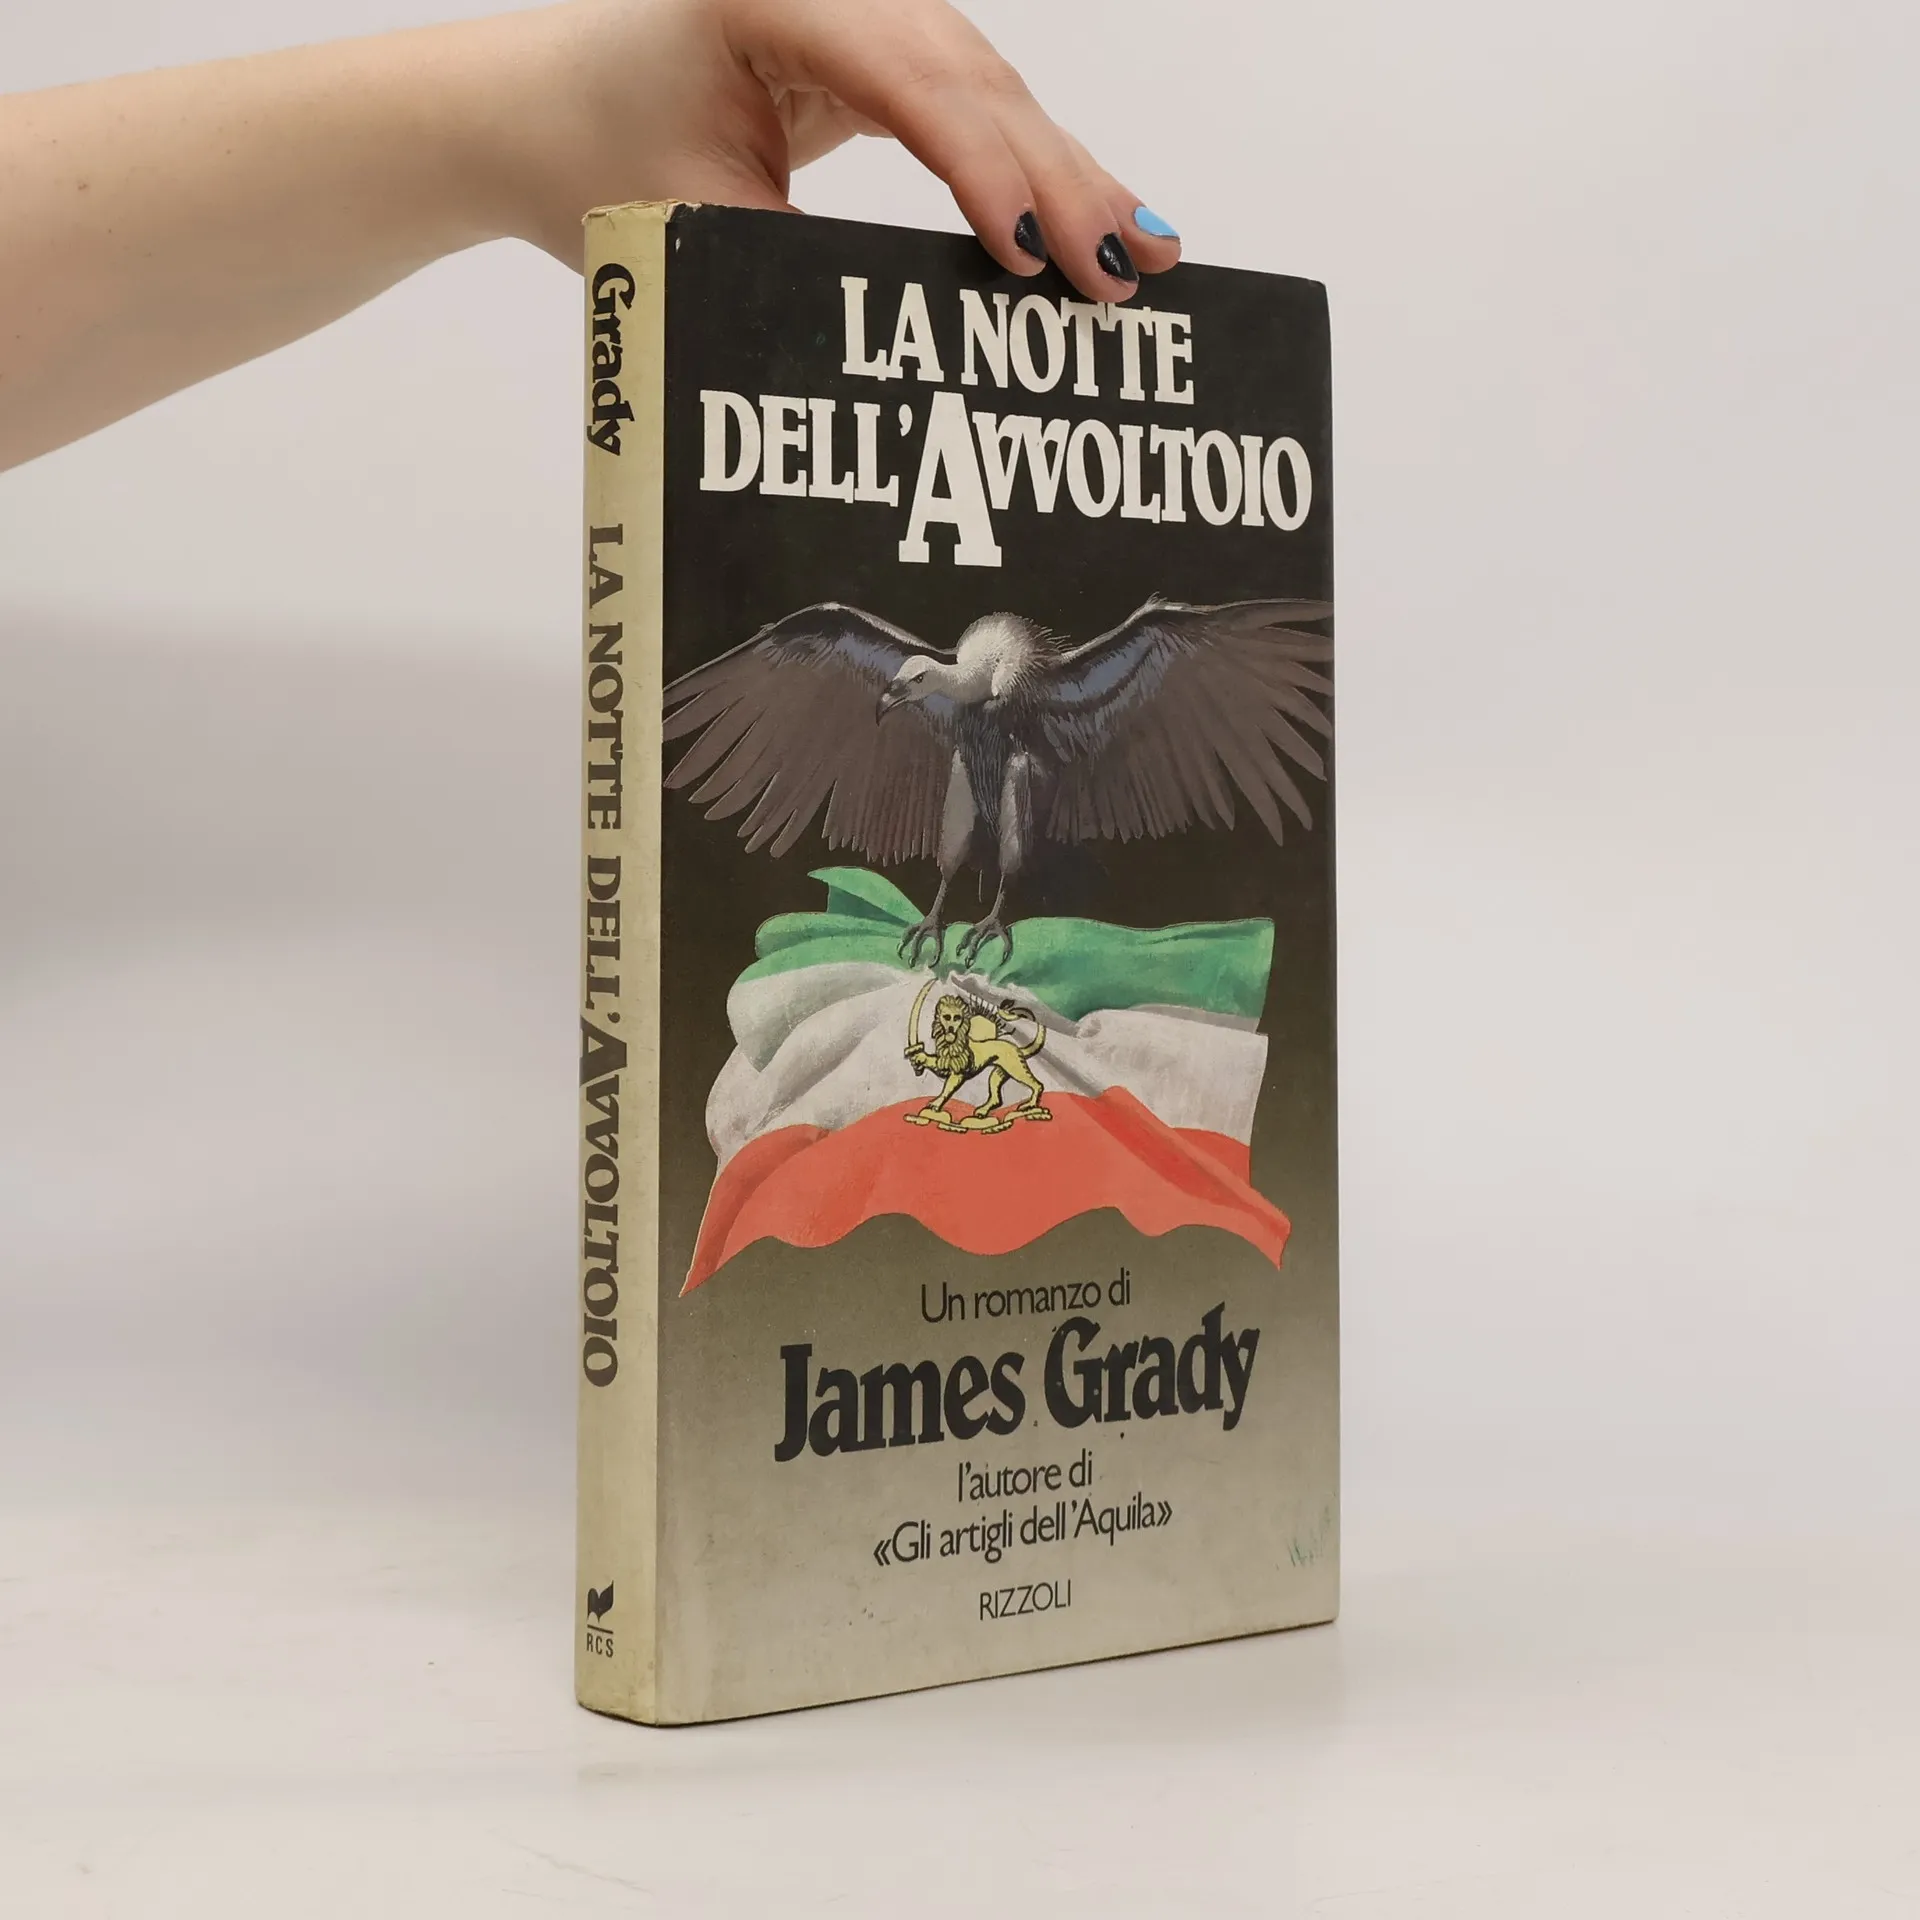 Grady LA NOTTE DELL'AVVOLTOIO
RCS
LA NOTTE
DELL'AVVOLTOIO
Un romanzo di
James Grady
l'autore di
«Gli artigli dell'Aquila»
RIZZOLI